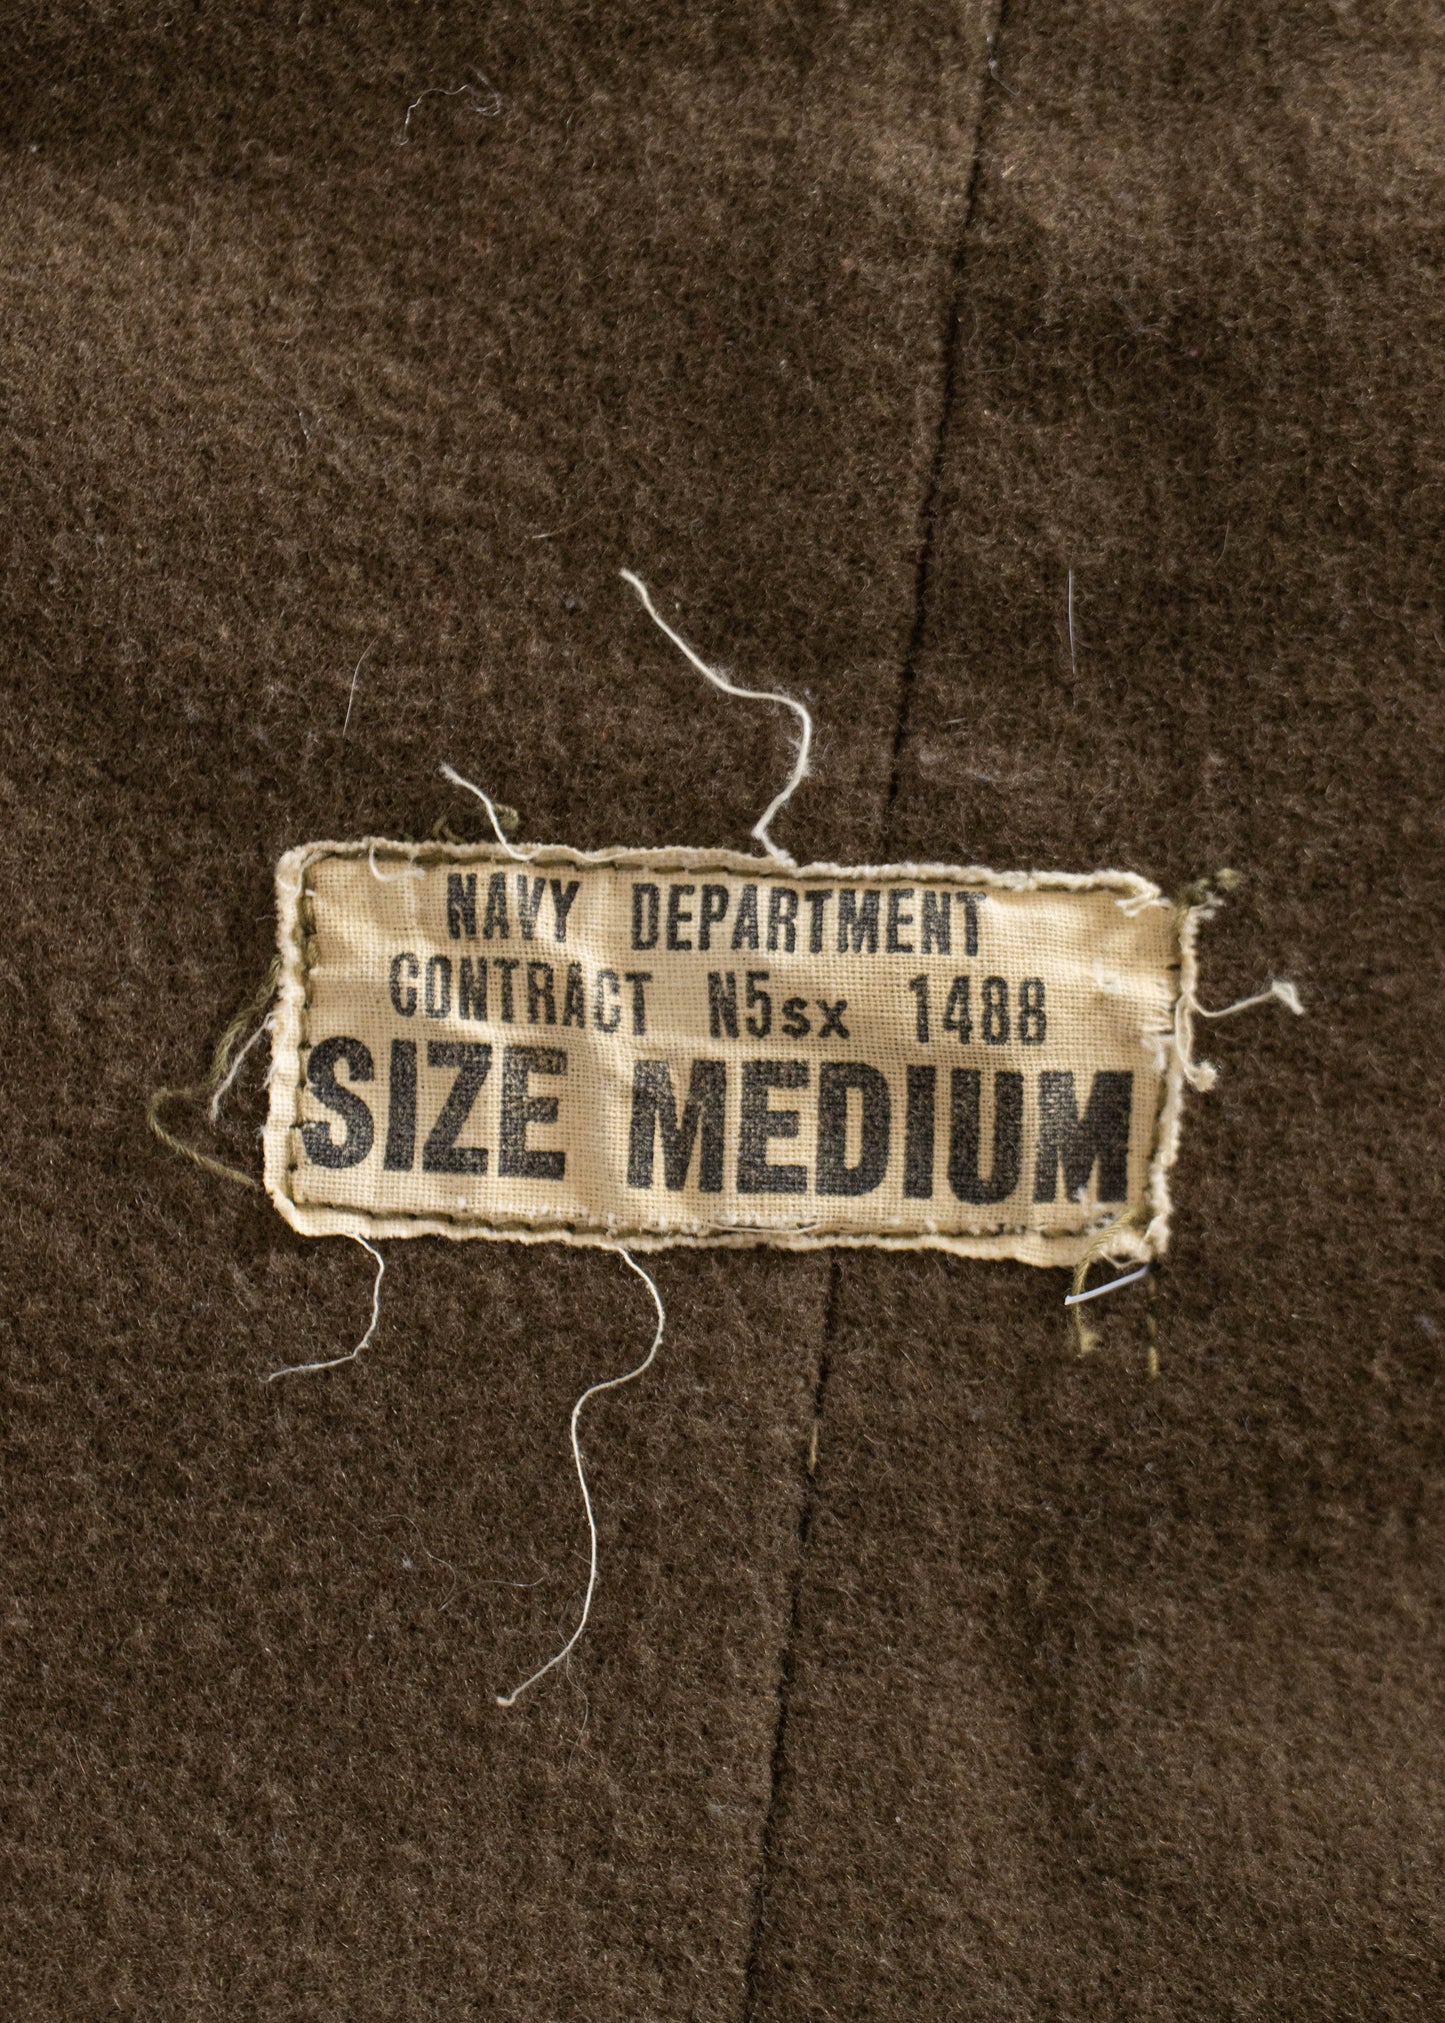 NAVY DEPARTMENT
CONTRACT N5sx 1488
SIZE MEDIUM